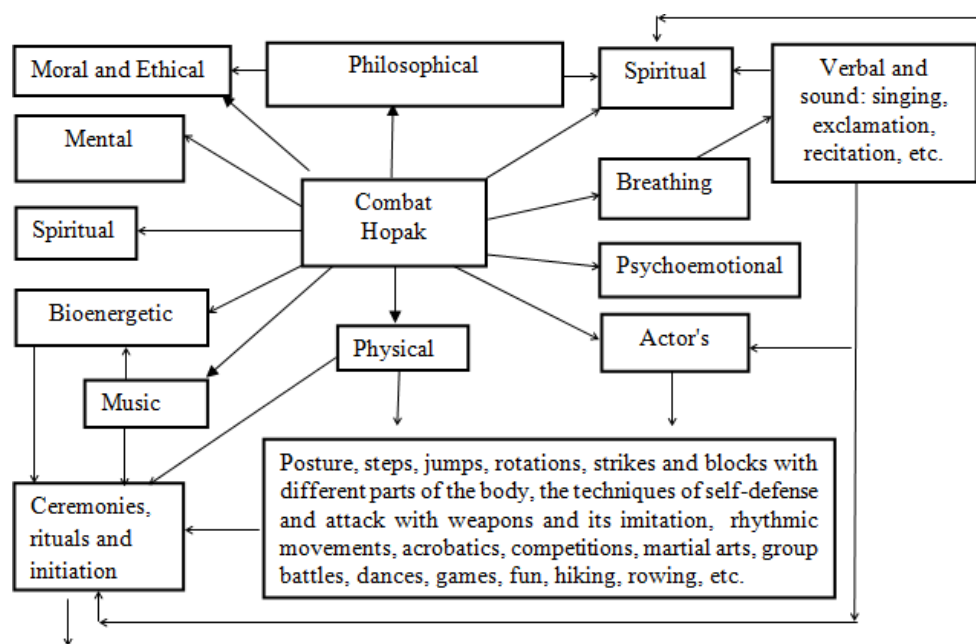 Moral and Ethical
Philosophical
Spiritual
Verbal and
sound: singing,
exclamation,
recitation, etc.
Mental
Breathing
Combat
Hopak
Spiritual
Psychoemotional
Bioenergetic
Physical
Actor's
Music
Posture, steps, jumps, rotations, strikes and blocks with
different parts of the body, the techniques of self-defense
and attack with weapons and its imitation, rhythmic
movements, acrobatics, competitions, martial arts, group
battles, dances, games, fun, hiking, rowing, etc.
Ceremonies,
rituals and
initiation